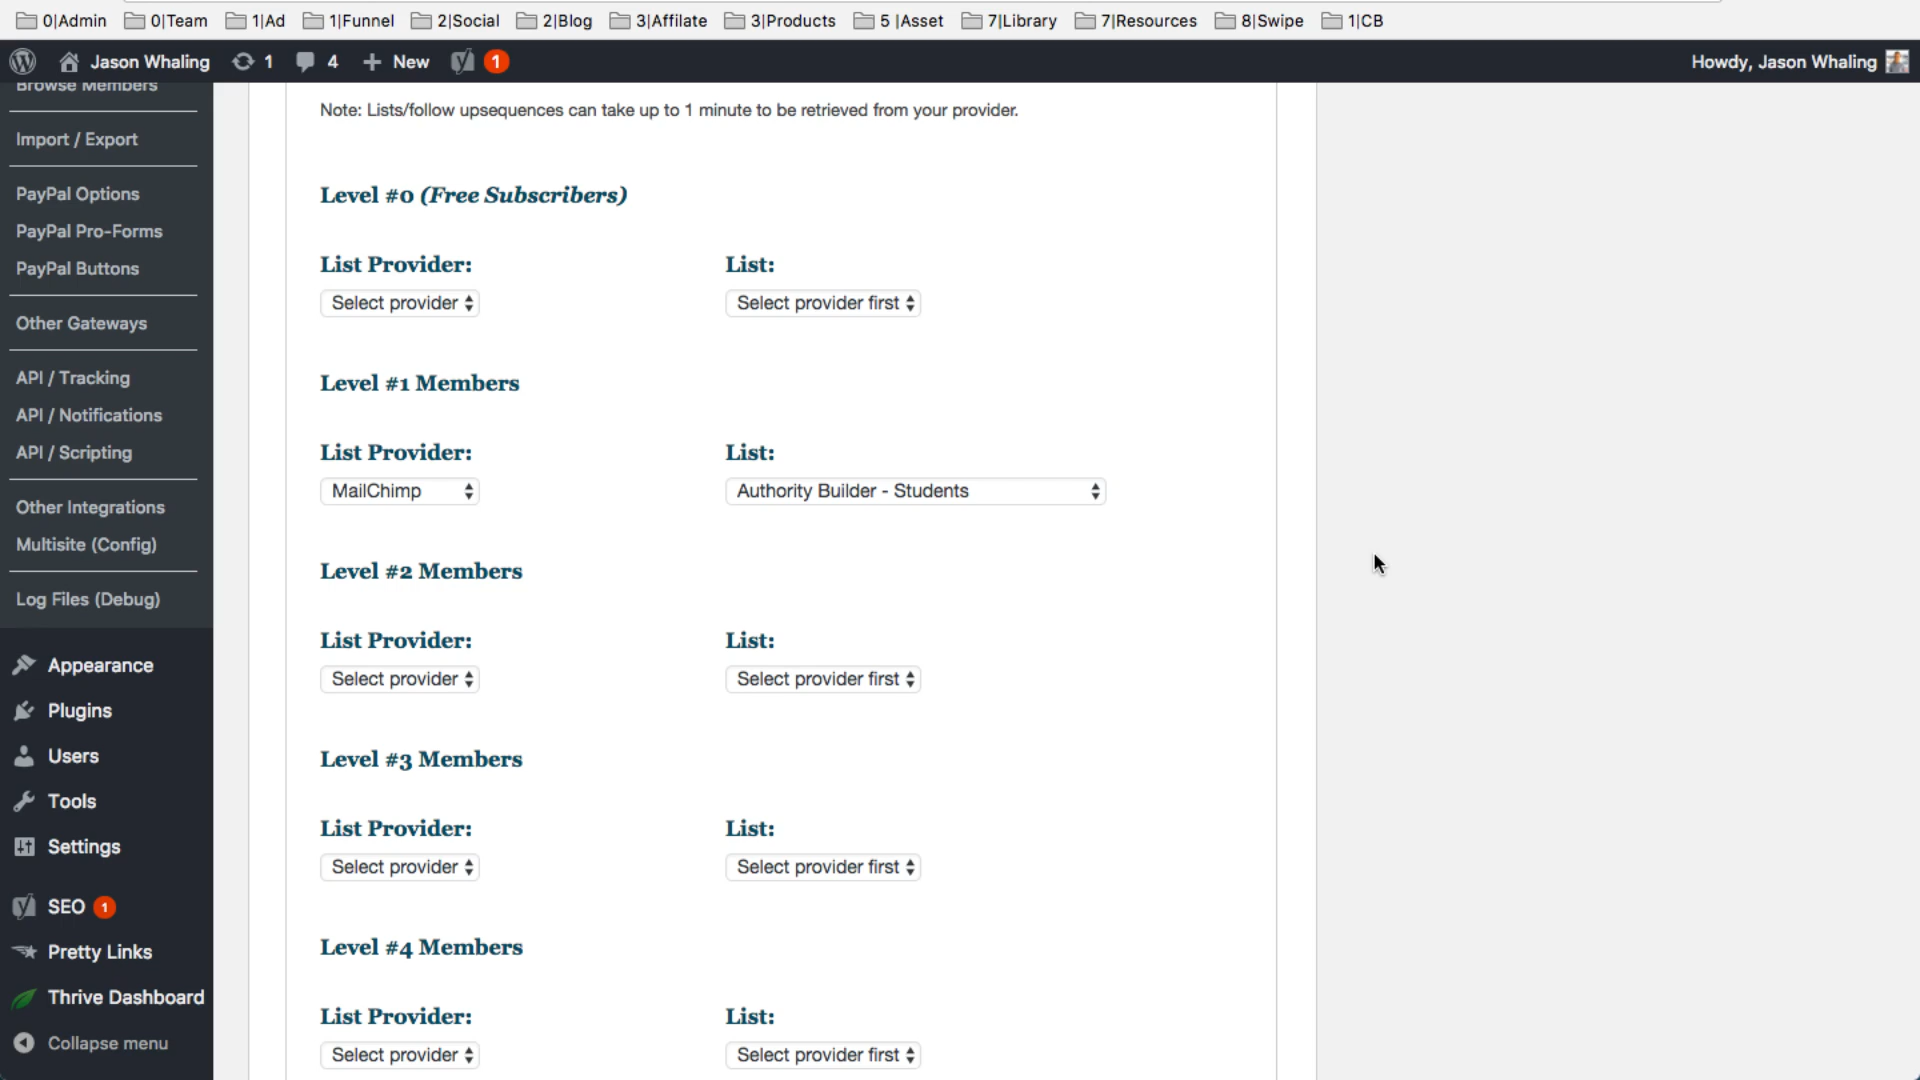 0|Admin 0|Team 1|Ad 1|Funnel 2|Social 2|Blog 3|Affilate 3|Products 5 |Asset 7|Library 7|Resources 8|Swipe 1|CB
Jason Whaling 1 4 + New 1 Howdy, Jason Whaling
Browse Members
Import / Export
PayPal Options
PayPal Pro-Forms
PayPal Buttons
Other Gateways
API / Tracking
API / Notifications
API / Scripting
Other Integrations
Multisite (Config)
Log Files (Debug)
Appearance
Plugins
Users
Tools
Settings
SEO 1
Pretty Links
Thrive Dashboard
Collapse menu
Note: Lists/follow upsequences can take up to 1 minute to be retrieved from your provider.
Level #0 (Free Subscribers)
List Provider: List:
Select provider Select provider first
Level #1 Members
List Provider: List:
MailChimp Authority Builder - Students
Level #2 Members
List Provider: List:
Select provider Select provider first
Level #3 Members
List Provider: List:
Select provider Select provider first
Level #4 Members
List Provider: List:
Select provider Select provider first